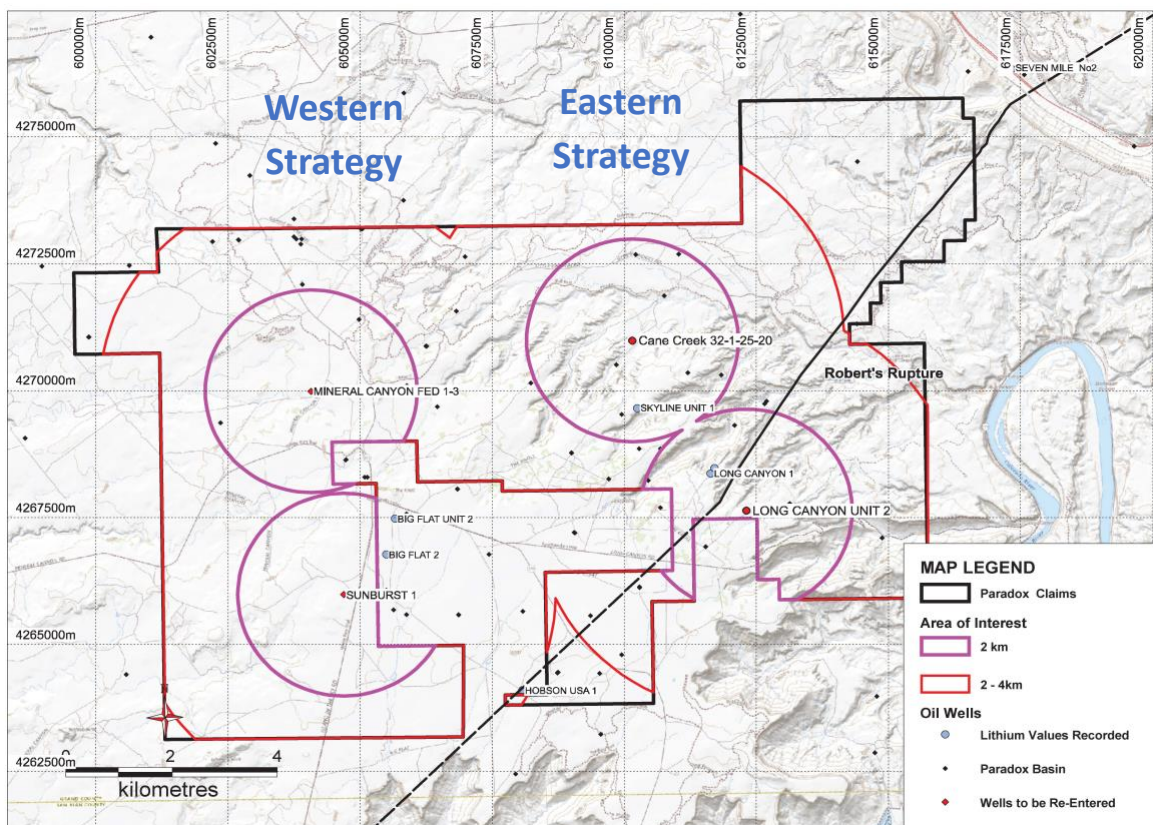 600000m
602500m
605000m
607500m
610000m
612500m
615000m
617500m
620000m
SEVEN MILE No2
Western
Strategy
Eastern
Strategy
4275000m
4272500m
4270000m
4267500m
4265000m
4262500m
Cane Creek 32-1-25-20
Robert's Rupture
MINERAL CANYON FED 1-3
SKYLINE UNIT 1
LONG CANYON 1
LONG CANYON UNIT 2
BIG FLAT UNIT 2
BIG FLAT 2
SUNBURST 1
HOBSON USA 1
0 2 4
kilometres
MAP LEGEND
Paradox Claims
Area of Interest
2 km
2 - 4km
Oil Wells
Lithium Values Recorded
Paradox Basin
Wells to be Re-Entered